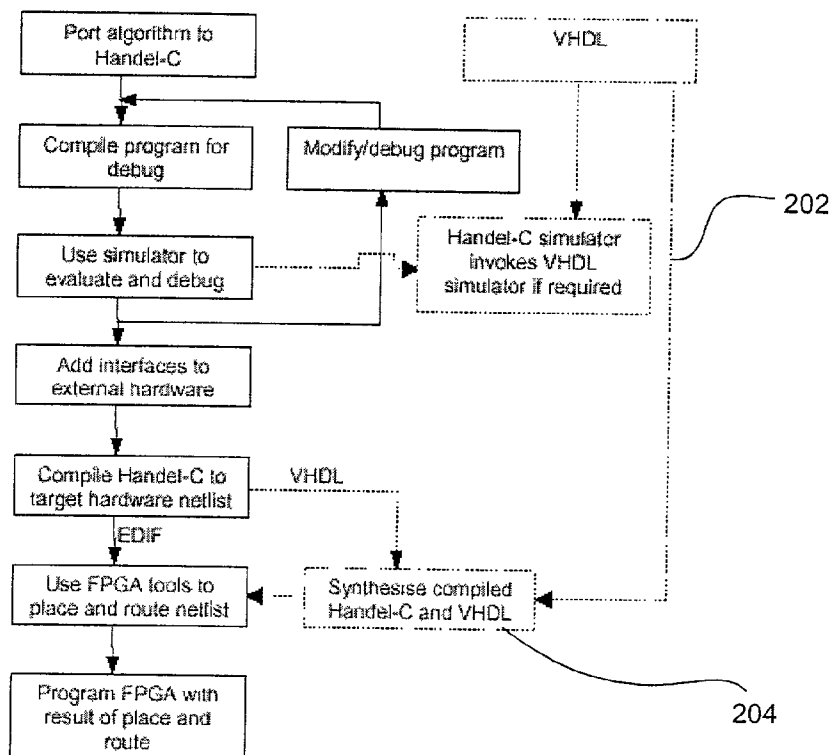 Port algorithm to
Handel-C
VHDL
Compile program for
debug
Modify/debug program
202
Use simulator to
evaluate and debug
Handel-C simulator
invokes VHDL
simulator if required
Add interfaces to
external hardware
Compile Handel-C to
target hardware netlist
VHDL
EDIF
Use FPGA tools to
place and route netlist
Synthesise compiled
Handel-C and VHDL
204
Program FPGA with
result of place and
route